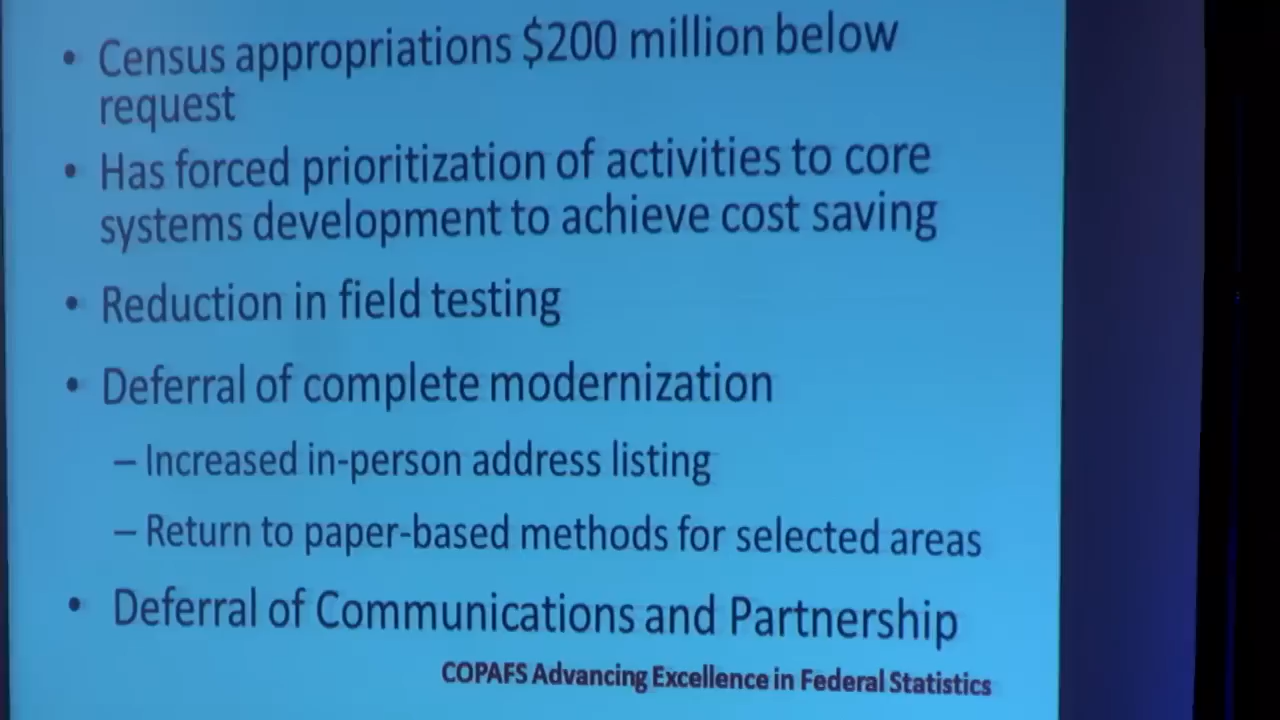 • Census appropriations $200 million below
request
• Has forced prioritization of activities to core
systems development to achieve cost saving
• Reduction in field testing
• Deferral of complete modernization
– Increased in-person address listing
– Return to paper-based methods for selected areas
• Deferral of Communications and Partnership
COPAFS Advancing Excellence in Federal Statistics